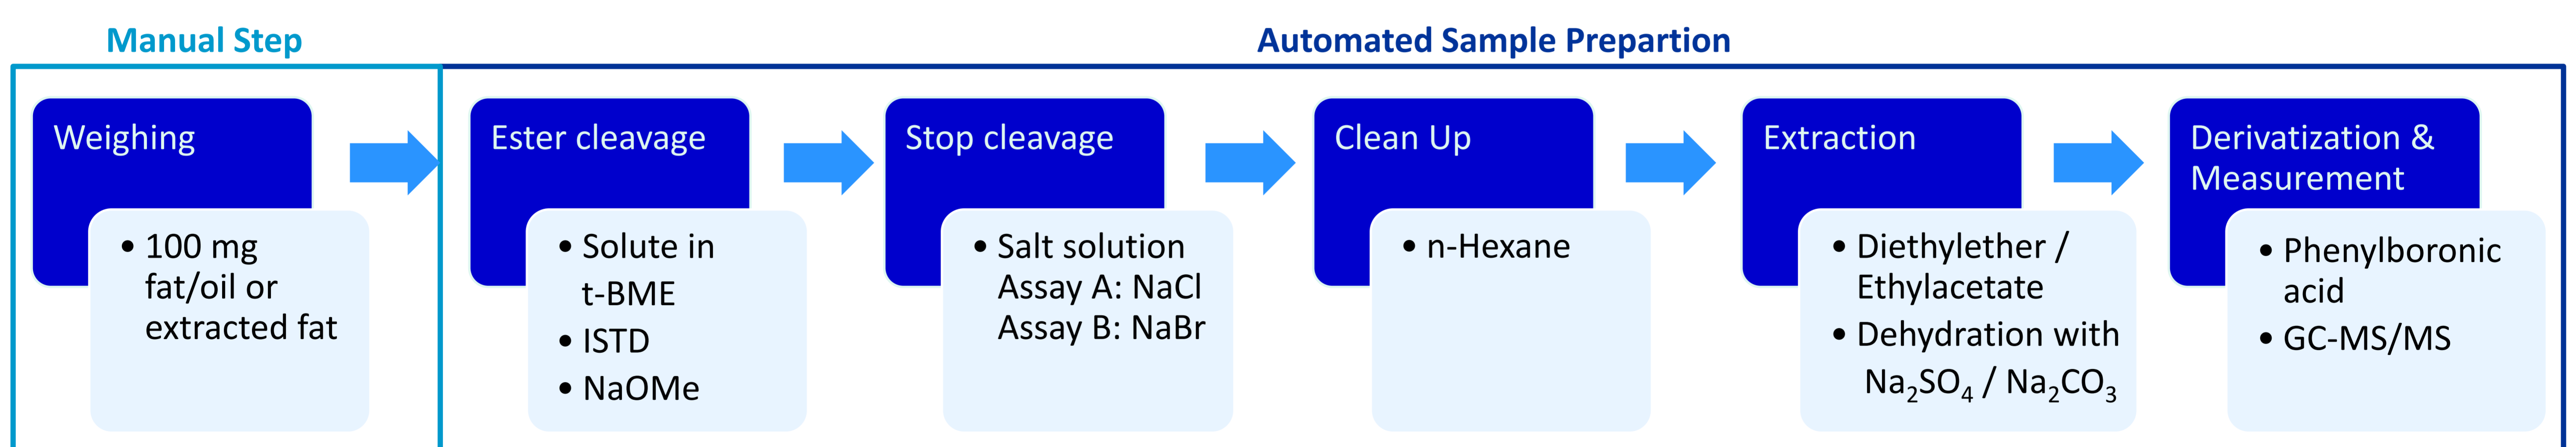 Manual Step
Automated Sample Prepartion
Weighing
• 100 mg
fat/oil or
extracted fat
Ester cleavage
• Solute in
t-BME
• ISTD
• NaOMe
Stop cleavage
• Salt solution
Assay A: NaCl
Assay B: NaBr
Clean Up
• n-Hexane
Extraction
• Diethylether /
Ethylacetate
• Dehydration with
Na₂SO₄ / Na₂CO₃
Derivatization &
Measurement
• Phenylboronic
acid
• GC-MS/MS